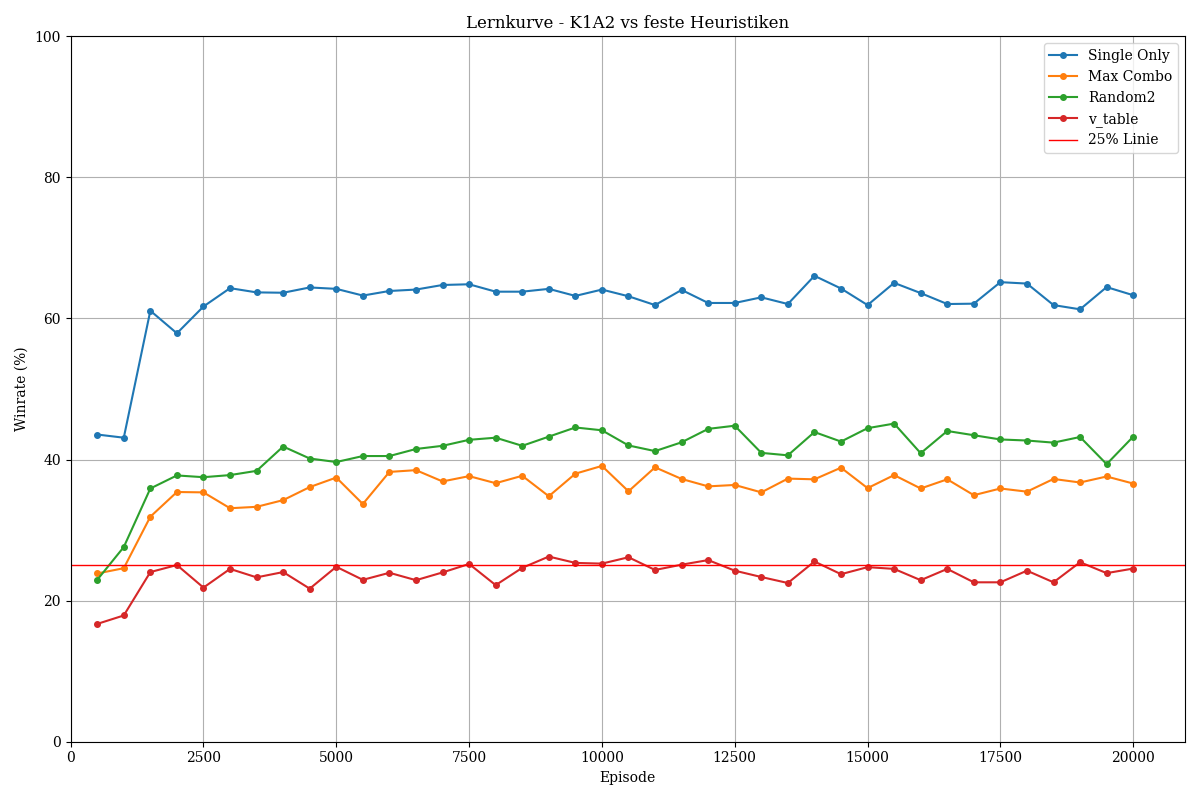 Lernkurve - K1A2 vs feste Heuristiken
100
80
60
40
20
0
Winrate (%)
Single Only
Max Combo
Random2
v_table
25% Linie
0 2500 5000 7500 10000 12500 15000 17500 20000
Episode